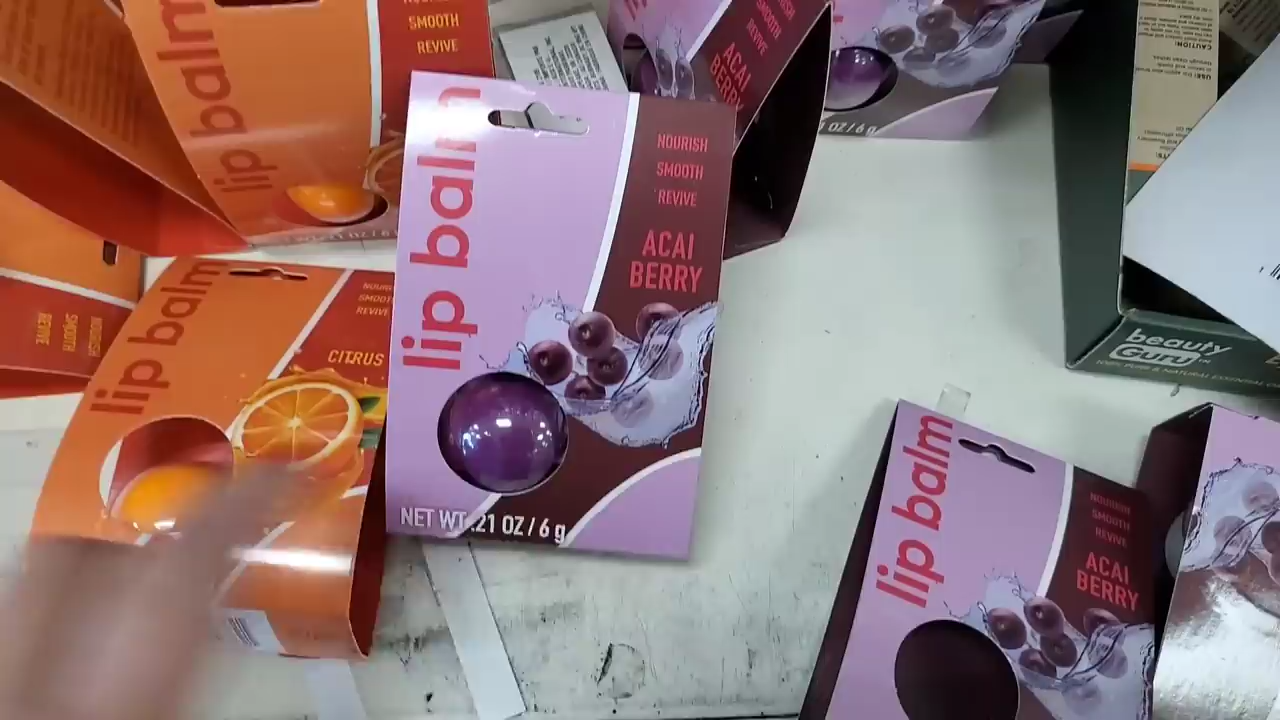 lip balm
SMOOTH
REVIVE
lip balm
NOURISH
SMOOTH
REVIVE
ACAI
BERRY
NET WT .21 OZ / 6 g
ACAI
BERRY
SMOOTH
REVIVE
OZ / 6 g
CAUTION:
USE:
lip balm
CITRUS
NOURISH
SMOOTH
REVIVE
beauty
Guru
lip balm
NOURISH
SMOOTH
REVIVE
ACAI
BERRY